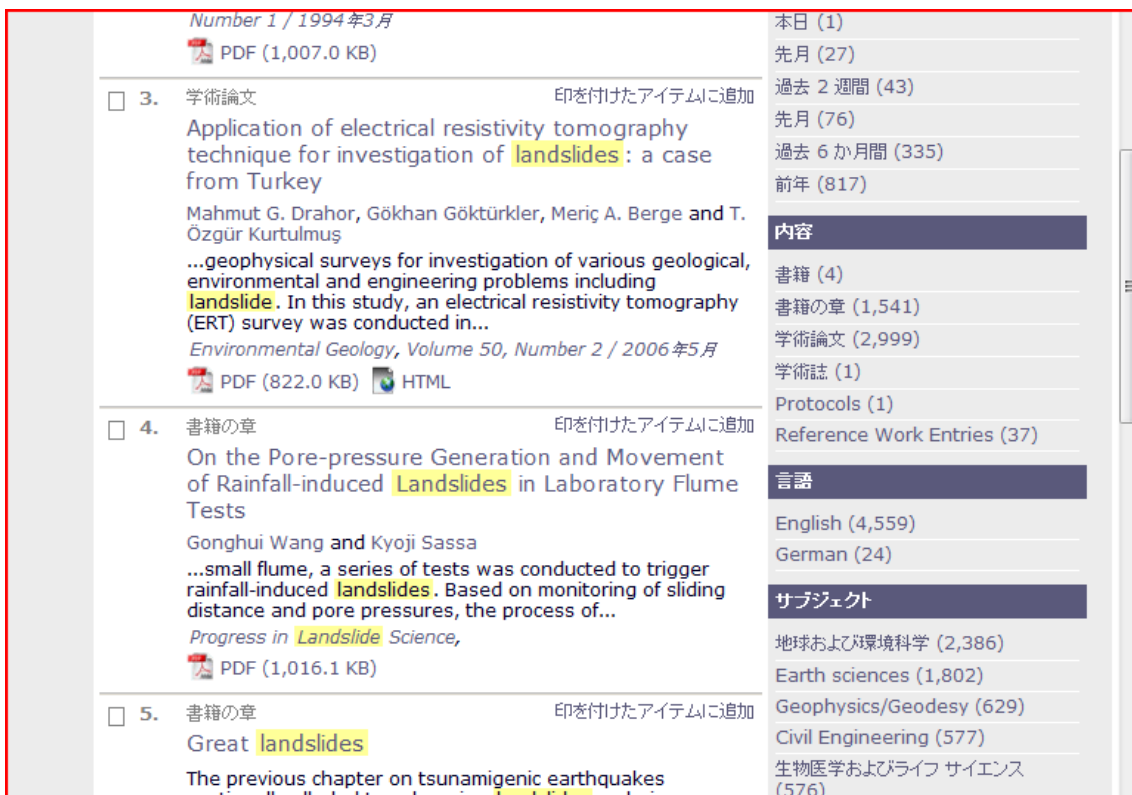 Number 1 / 1994年3月
PDF (1,007.0 KB)
3. 学術論文 印を付けたアイテムに追加
Application of electrical resistivity tomography
technique for investigation of landslides: a case
from Turkey
Mahmut G. Drahor, Gökhan Göktürkler, Meriç A. Berge and T.
Özgür Kurtulmuş
...geophysical surveys for investigation of various geological,
environmental and engineering problems including
landslide. In this study, an electrical resistivity tomography
(ERT) survey was conducted in...
Environmental Geology, Volume 50, Number 2 / 2006年5月
PDF (822.0 KB) HTML
4. 書籍の章 印を付けたアイテムに追加
On the Pore-pressure Generation and Movement
of Rainfall-induced Landslides in Laboratory Flume
Tests
Gonghui Wang and Kyoji Sassa
...small flume, a series of tests was conducted to trigger
rainfall-induced landslides. Based on monitoring of sliding
distance and pore pressures, the process of...
Progress in Landslide Science,
PDF (1,016.1 KB)
5. 書籍の章 印を付けたアイテムに追加
Great landslides
The previous chapter on tsunamigenic earthquakes
本日 (1)
先月 (27)
過去 2 週間 (43)
先月 (76)
過去 6 か月間 (335)
前年 (817)
内容
書籍 (4)
書籍の章 (1,541)
学術論文 (2,999)
学術誌 (1)
Protocols (1)
Reference Work Entries (37)
言語
English (4,559)
German (24)
サブジェクト
地球および環境科学 (2,386)
Earth sciences (1,802)
Geophysics/Geodesy (629)
Civil Engineering (577)
生物医学およびライフ サイエンス
(576)